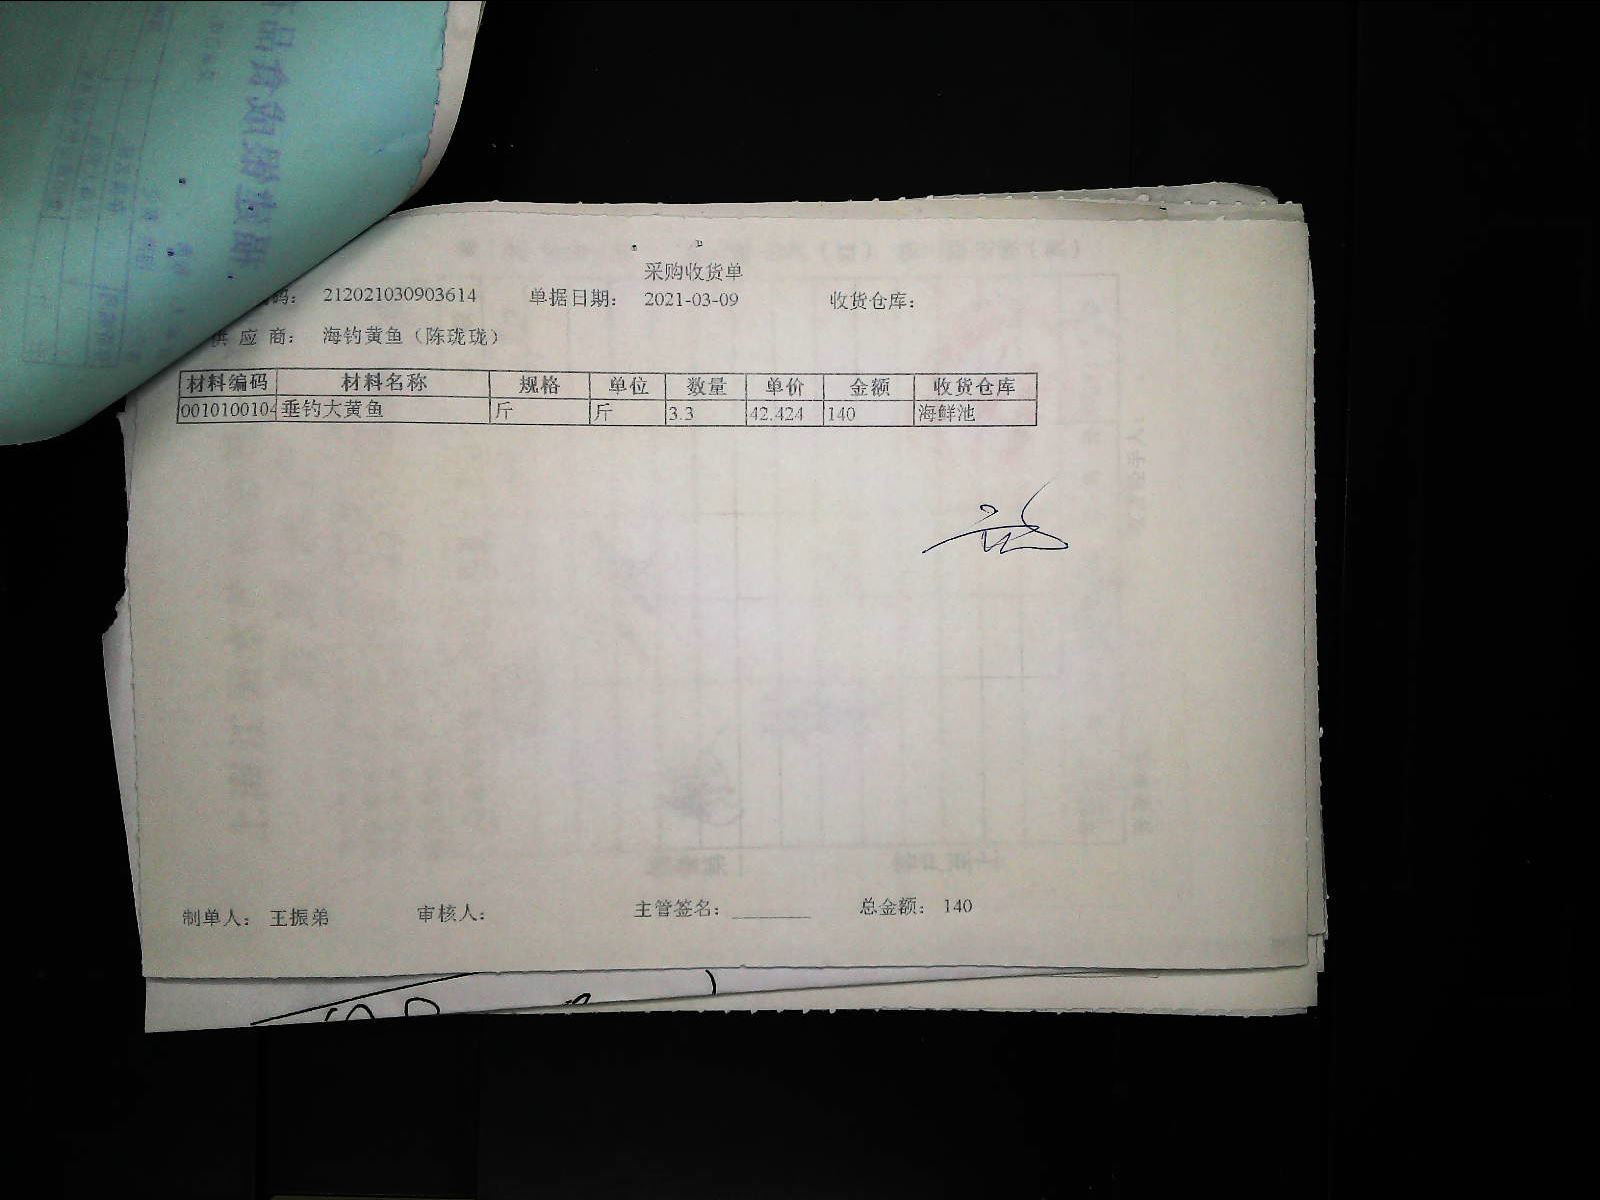 采购收货单
码： 212021030903614 单据日期： 2021-03-09 收货仓库：
供 应 商： 海钓黄鱼（陈珑珑）
材料编码 材料名称 规格 单位 数量 单价 金额 收货仓库
0010100104 垂钓大黄鱼 斤 斤 3.3 42.424 140 海鲜池
制单人： 王振弟 审核人： 主管签名： ________ 总金额： 140